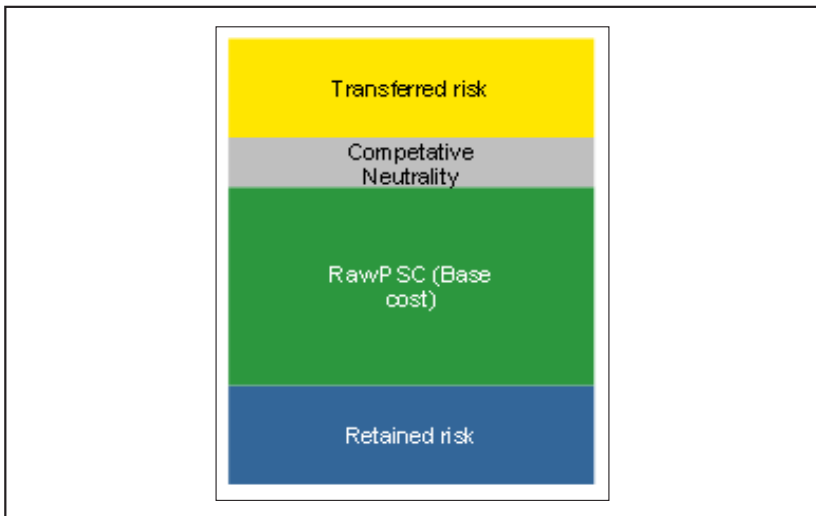 Transferred risk
Competative
Neutrality
RawPSC (Base
cost)
Retained risk